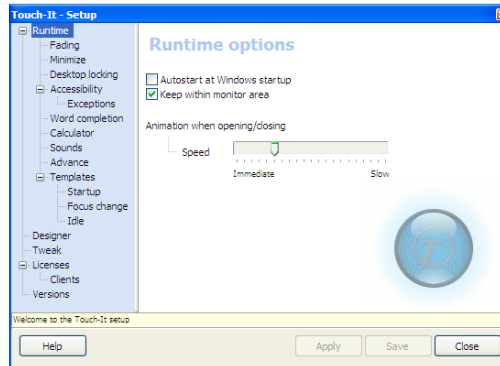 Touch-It - Setup
Runtime
Fading
Minimize
Desktop locking
Accessibility
Exceptions
Word completion
Calculator
Sounds
Advance
Templates
Startup
Focus change
Idle
Designer
Tweak
Licenses
Clients
Versions
Runtime options
Autostart at Windows startup
Keep within monitor area
Animation when opening/closing
Speed
Immediate Slow
Welcome to the Touch-It setup
Help Apply Save Close